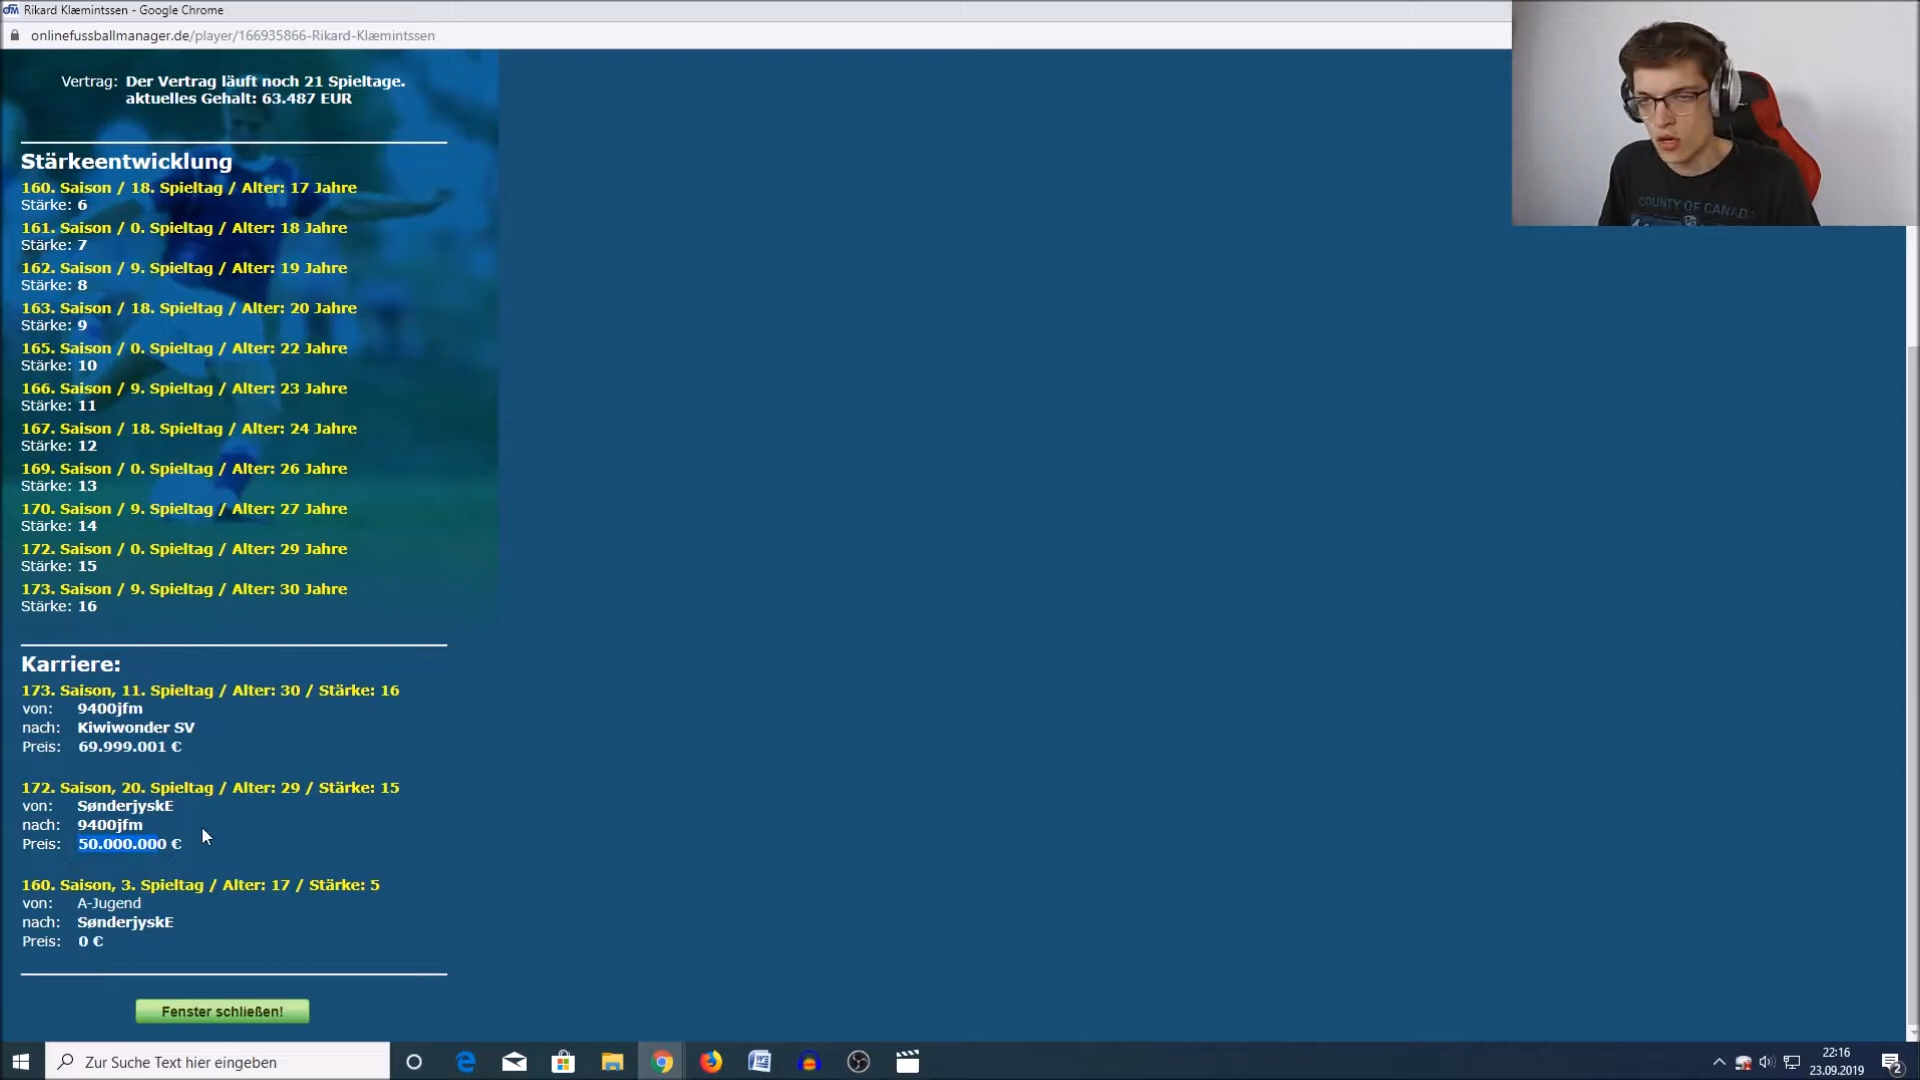 Rikard Klæmintssen - Google Chrome
onlinefussballmanager.de/player/166935866-Rikard-Klæmintssen
Vertrag: Der Vertrag läuft noch 21 Spieltage.
aktuelles Gehalt: 63.487 EUR
Stärkeentwicklung
160. Saison / 18. Spieltag / Alter: 17 Jahre
Stärke: 6
161. Saison / 0. Spieltag / Alter: 18 Jahre
Stärke: 7
162. Saison / 9. Spieltag / Alter: 19 Jahre
Stärke: 8
163. Saison / 18. Spieltag / Alter: 20 Jahre
Stärke: 9
165. Saison / 0. Spieltag / Alter: 22 Jahre
Stärke: 10
166. Saison / 9. Spieltag / Alter: 23 Jahre
Stärke: 11
167. Saison / 18. Spieltag / Alter: 24 Jahre
Stärke: 12
169. Saison / 0. Spieltag / Alter: 26 Jahre
Stärke: 13
170. Saison / 9. Spieltag / Alter: 27 Jahre
Stärke: 14
172. Saison / 0. Spieltag / Alter: 29 Jahre
Stärke: 15
173. Saison / 9. Spieltag / Alter: 30 Jahre
Stärke: 16
Karriere:
173. Saison, 11. Spieltag / Alter: 30 / Stärke: 16
von: 9400jfm
nach: Kiwiwonder SV
Preis: 69.999.001 €
172. Saison, 20. Spieltag / Alter: 29 / Stärke: 15
von: SønderjyskE
nach: 9400jfm
Preis: 50.000.000 €
160. Saison, 3. Spieltag / Alter: 17 / Stärke: 5
von: A-Jugend
nach: SønderjyskE
Preis: 0 €
Fenster schließen!
COUNTY OF CANADA
Zur Suche Text hier eingeben
22:16
23.09.2019
2